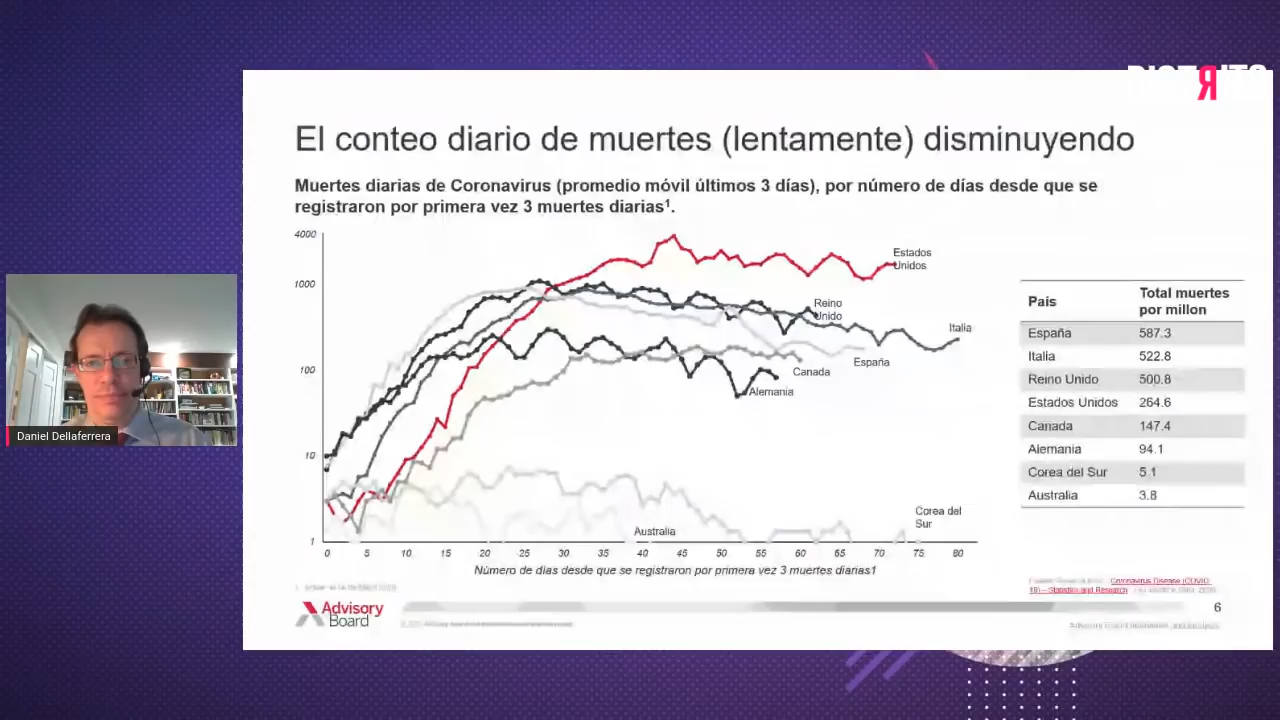 El conteo diario de muertes (lentamente) disminuyendo
Muertes diarias de Coronavirus (promedio móvil últimos 3 días), por número de días desde que se
registraron por primera vez 3 muertes diarias1.
4000
1000
100
10
1
Estados
Unidos
Reino
Unido
Italia
España
Canada
Alemania
Corea del
Sur
Australia
0 5 10 15 20 25 30 35 40 45 50 55 60 65 70 75 80
Número de días desde que se registraron por primera vez 3 muertes diarias1
País Total muertes
por millon
España 587.3
Italia 522.8
Reino Unido 500.8
Estados Unidos 264.6
Canada 147.4
Alemania 94.1
Corea del Sur 5.1
Australia 3.8
Coronavirus Disease (COVID-
19) – Statistics and Research
Advisory
Board
6
Daniel Dellaferrera